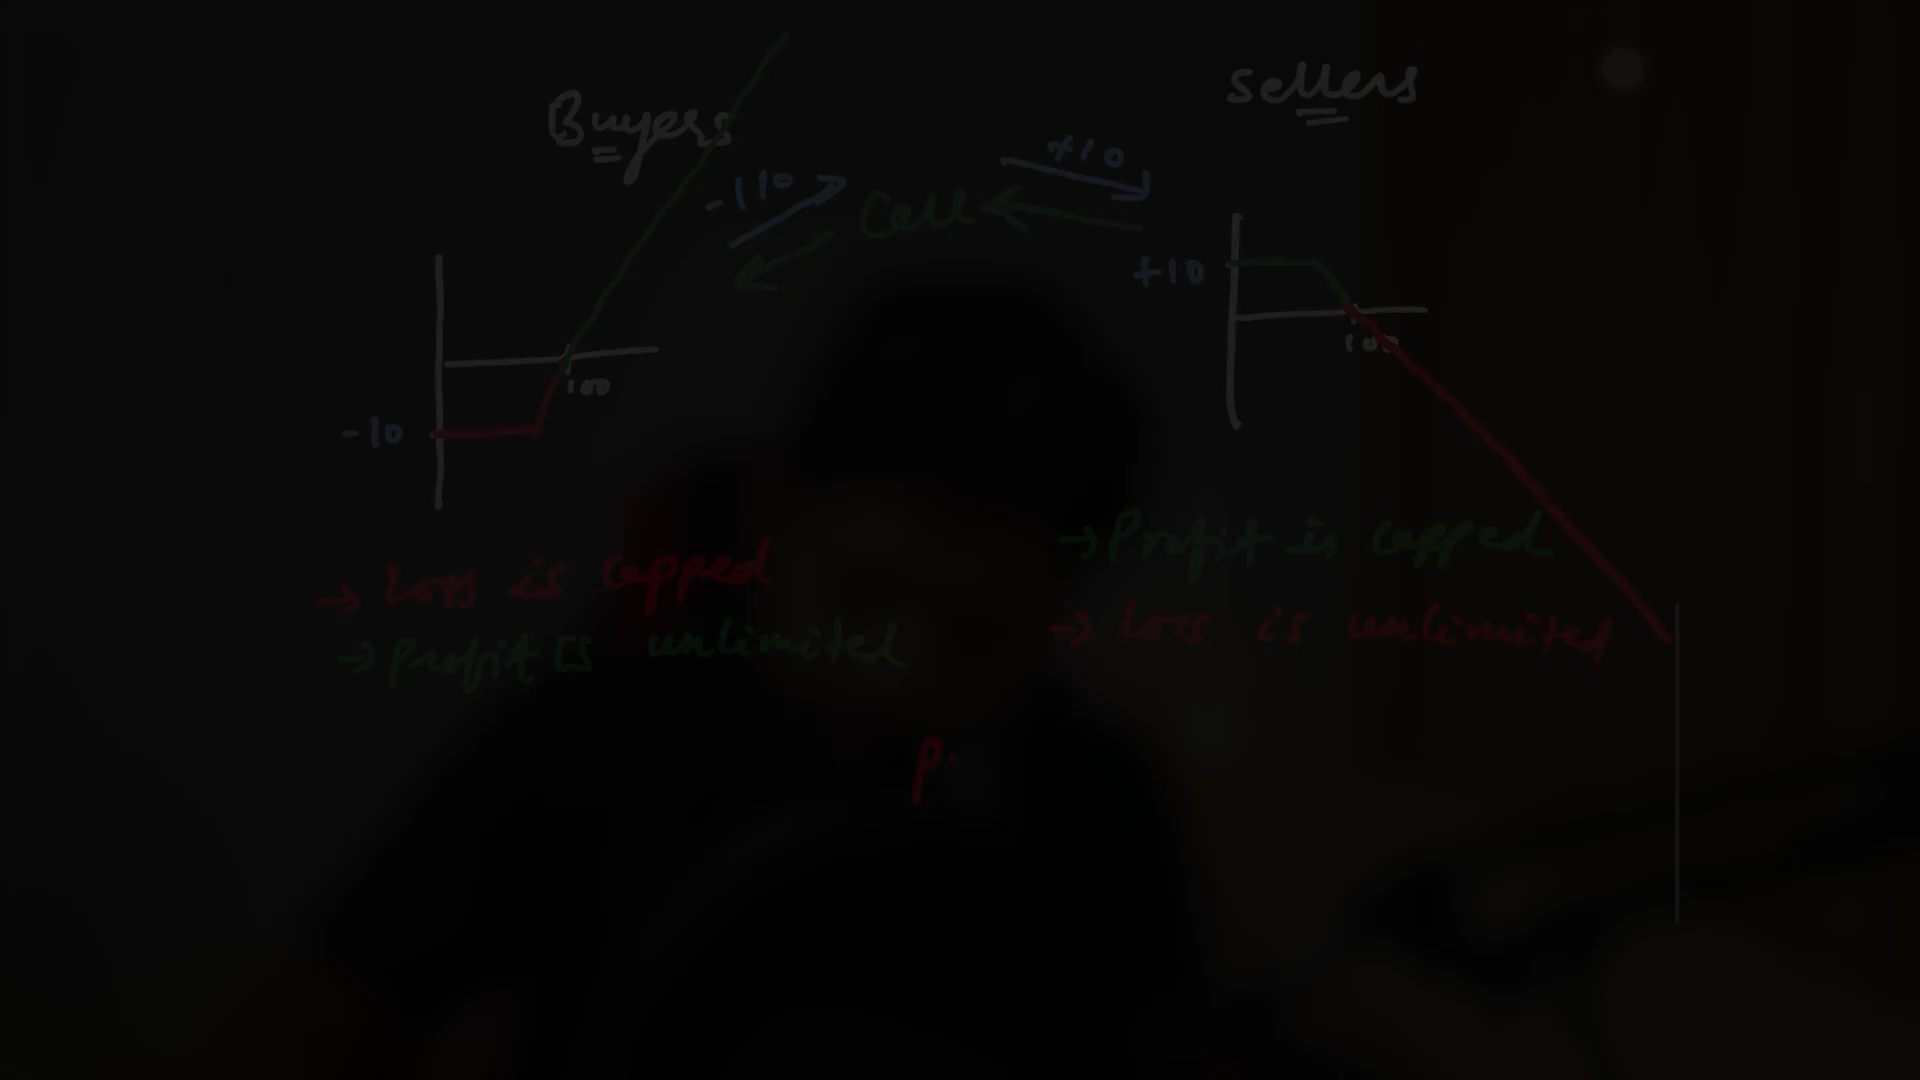 Buyers
Sellers
-110
+10
Call
+10
100
100
-10
→ Loss is capped
→ Profit is unlimited
→ Profit is capped
→ Loss is unlimited
P.